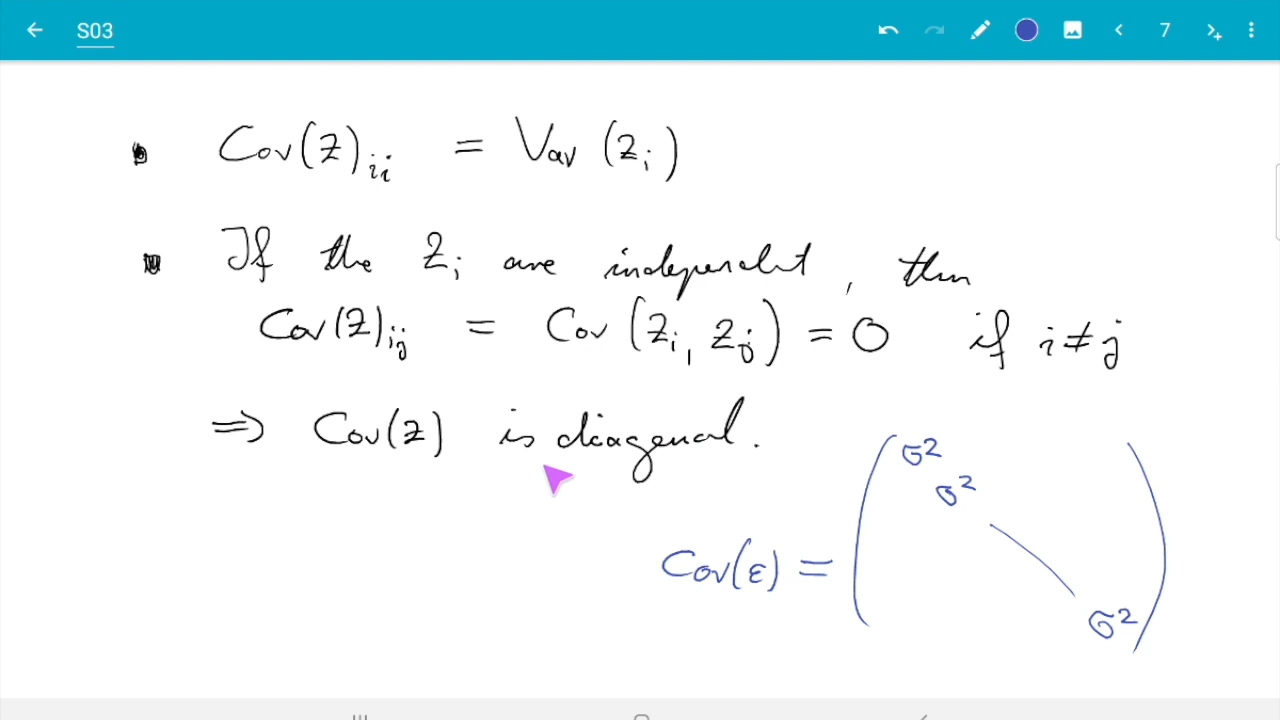 S03
7
Cov(Z)ᵢᵢ = Var (Zᵢ)
If the Zᵢ are independent, then
Cov(Z)ᵢⱼ = Cov (Zᵢ, Zⱼ) = 0 if i ≠ j
⇒ Cov(Z) is diagonal.
σ²
σ²
Cov(ε) =
σ²